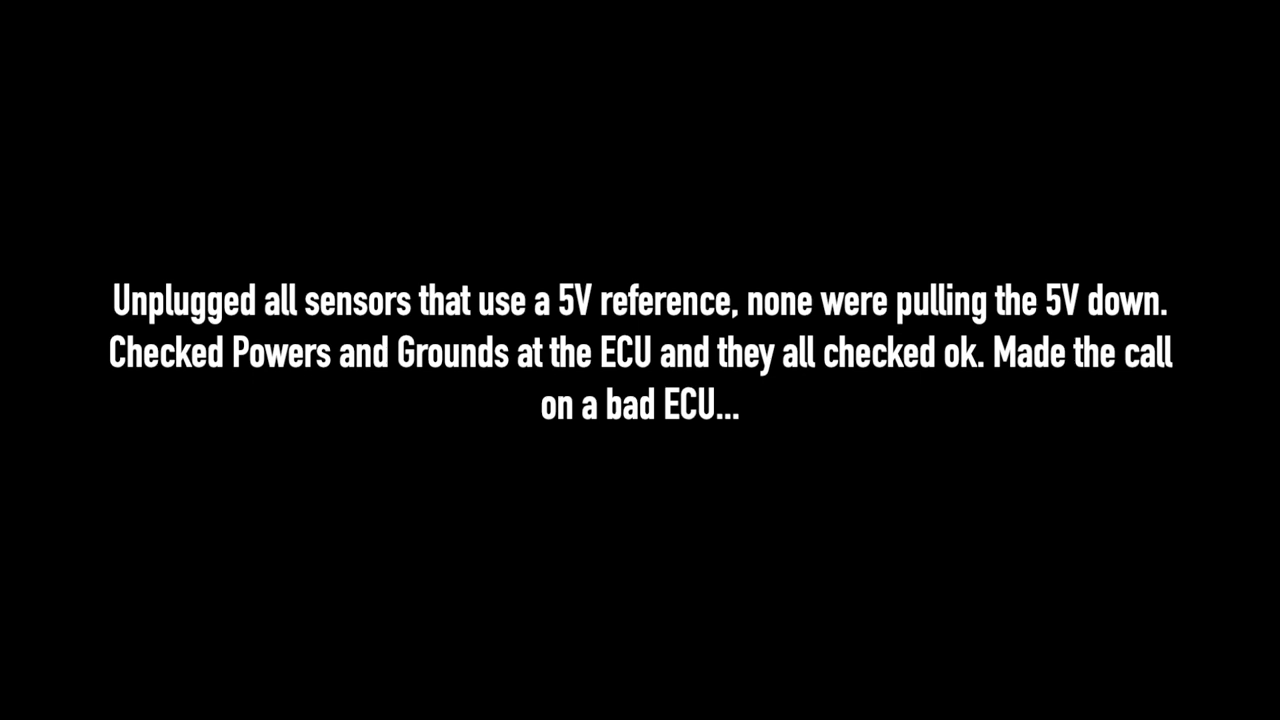 Unplugged all sensors that use a 5V reference, none were pulling the 5V down.
Checked Powers and Grounds at the ECU and they all checked ok. Made the call
on a bad ECU...